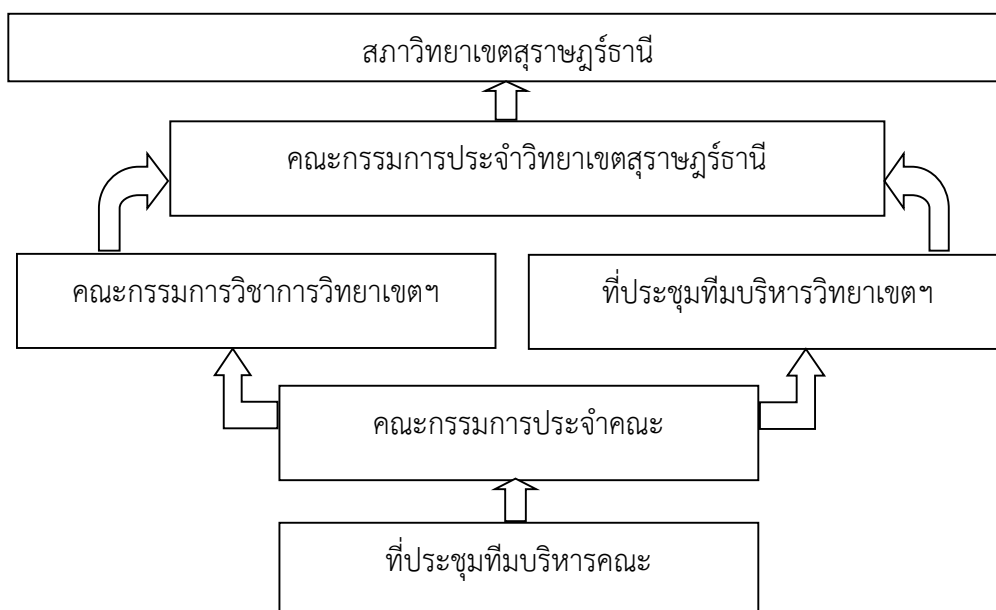 สภาวิทยาเขตสุราษฎร์ธานี
คณะกรรมการประจำวิทยาเขตสุราษฎร์ธานี
คณะกรรมการวิชาการวิทยาเขตฯ
ที่ประชุมทีมบริหารวิทยาเขตฯ
คณะกรรมการประจำคณะ
ที่ประชุมทีมบริหารคณะ